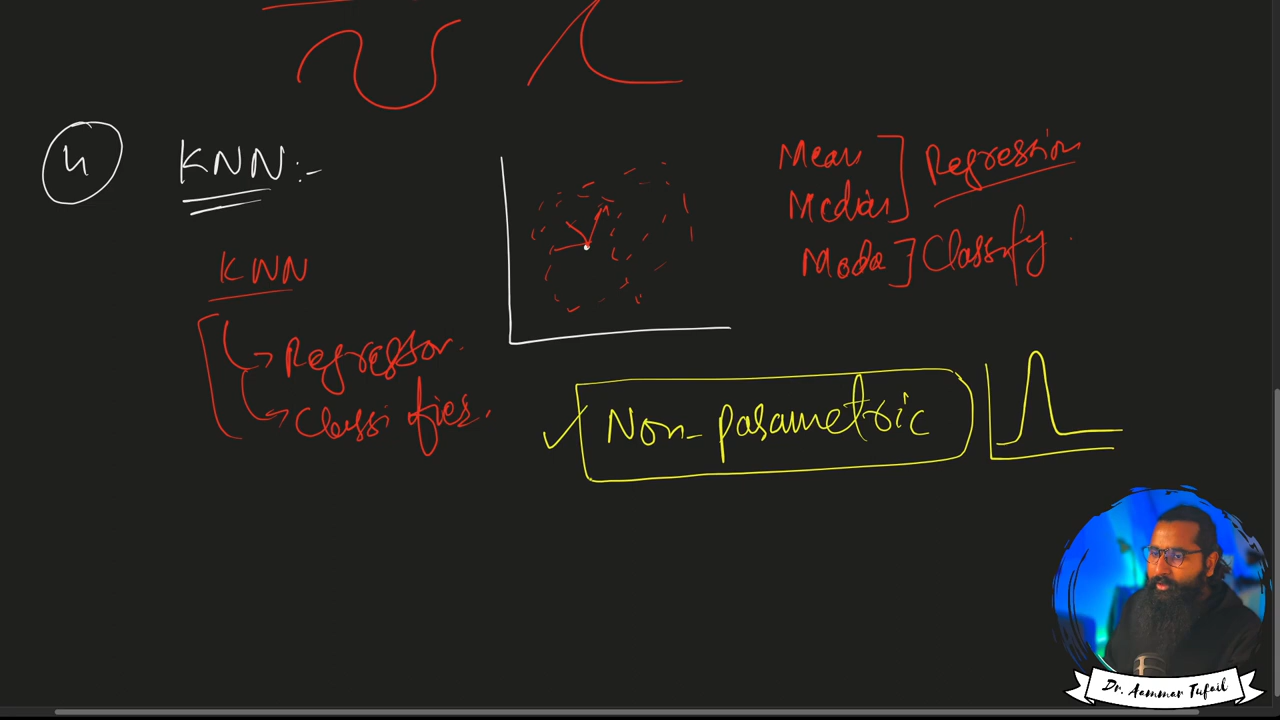 4 KNN:-
KNN
→ Regressor.
→ Classifier.
Mean
Median
Regression
Mode
Classify.
Non-parametric
Dr. Aammar Tufail